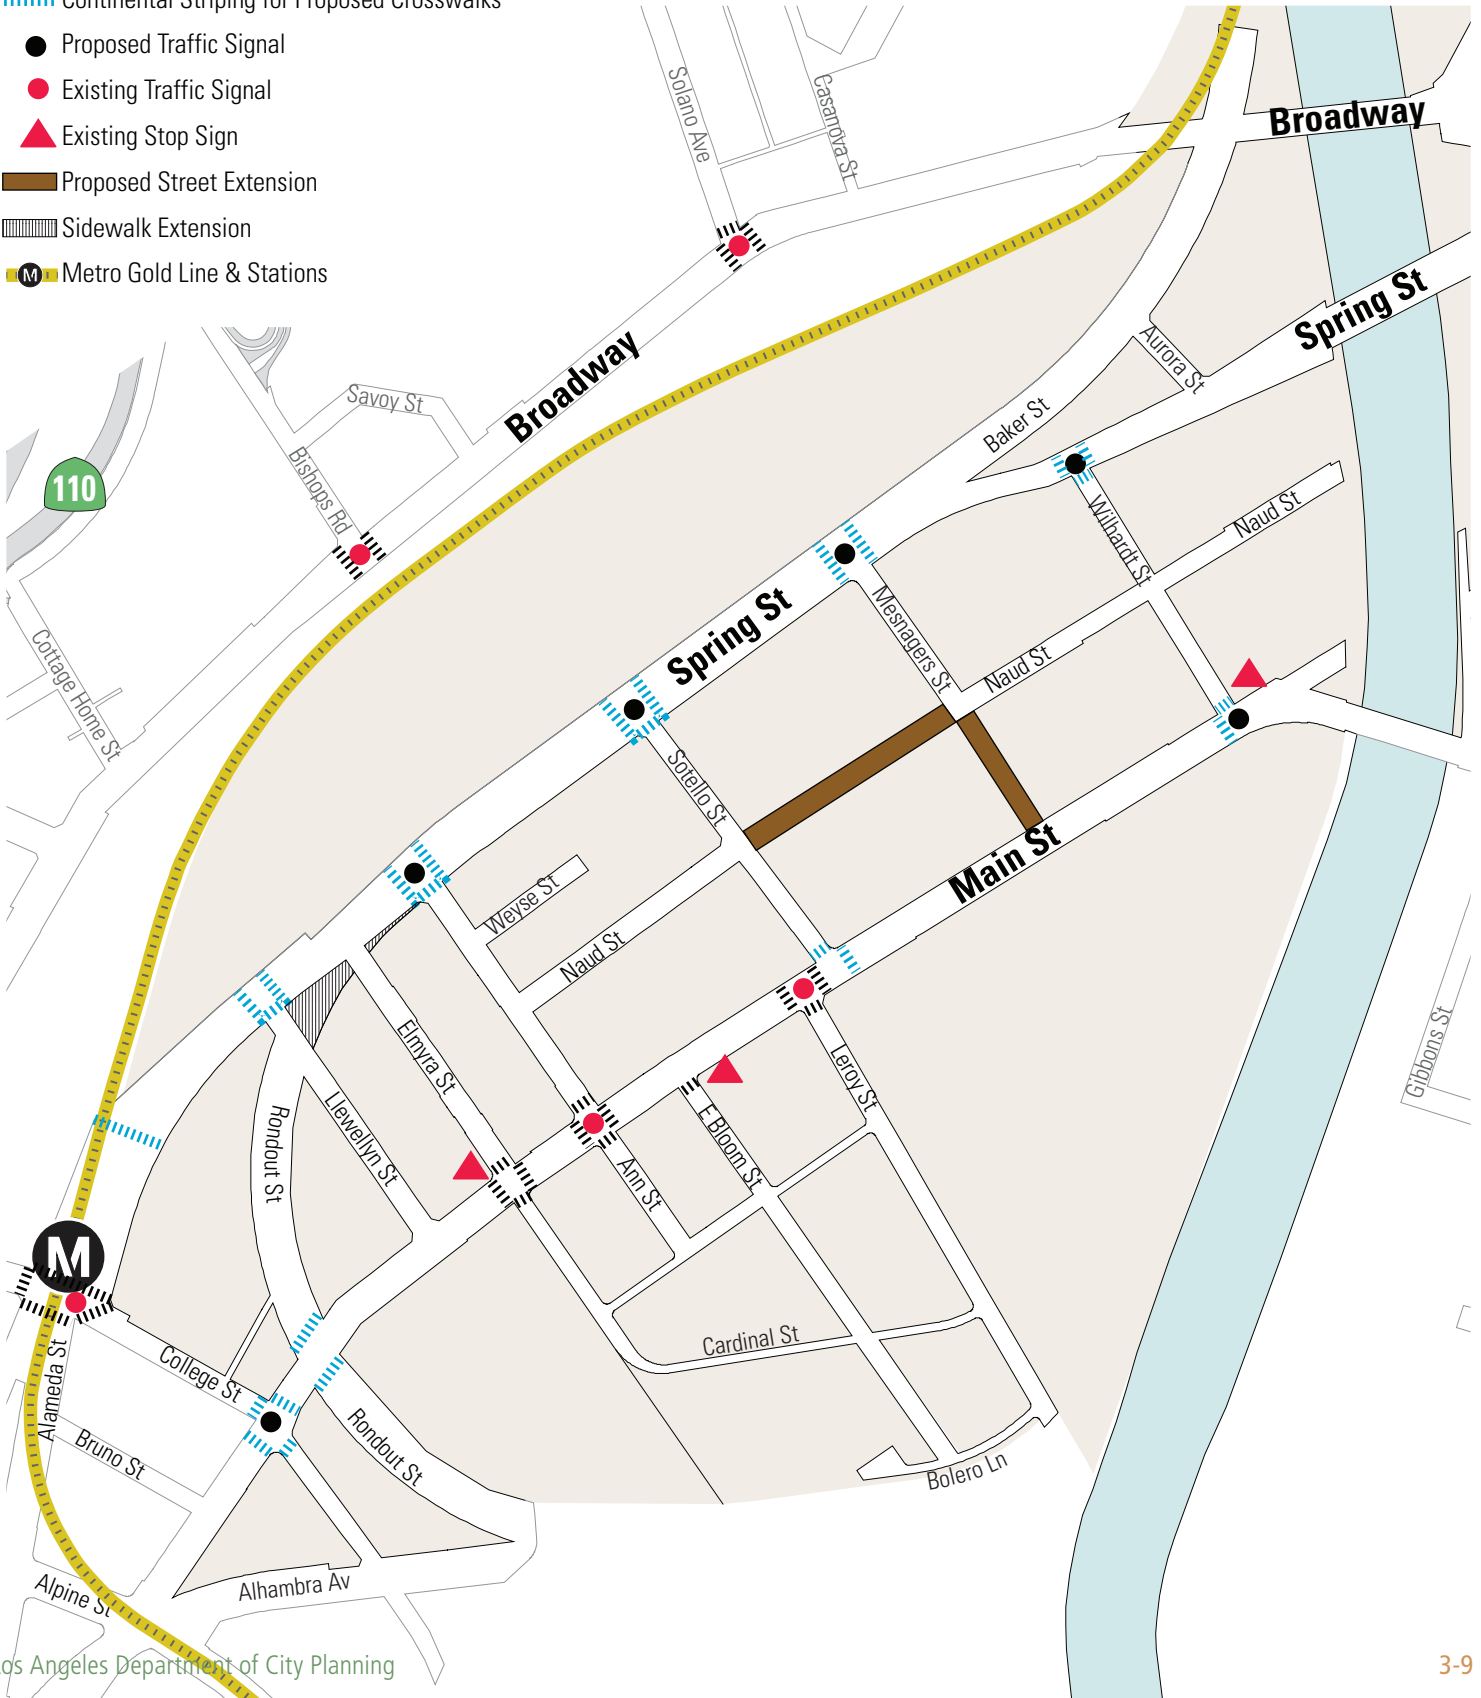 Continental Striping for Proposed Crosswalks
Proposed Traffic Signal
Existing Traffic Signal
Existing Stop Sign
Proposed Street Extension
Sidewalk Extension
M Metro Gold Line & Stations
Solano Ave
Casanova St
Broadway
Spring St
Aurora St
Broadway
Savoy St
Baker St
Bishops Rd
110
Wilhardt St
Naud St
Spring St
Mesnagers St
Naud St
Cottage Home St
Sotello St
Main St
Weyse St
Naud St
Elmyra St
Leroy St
Gibbons St
Llewellyn St
Rondout St
E Bloom St
Ann St
M
Cardinal St
College St
Alameda St
Rondout St
Bruno St
Bolero Ln
Alhambra Av
Alpine St
Los Angeles Department of City Planning
3-9